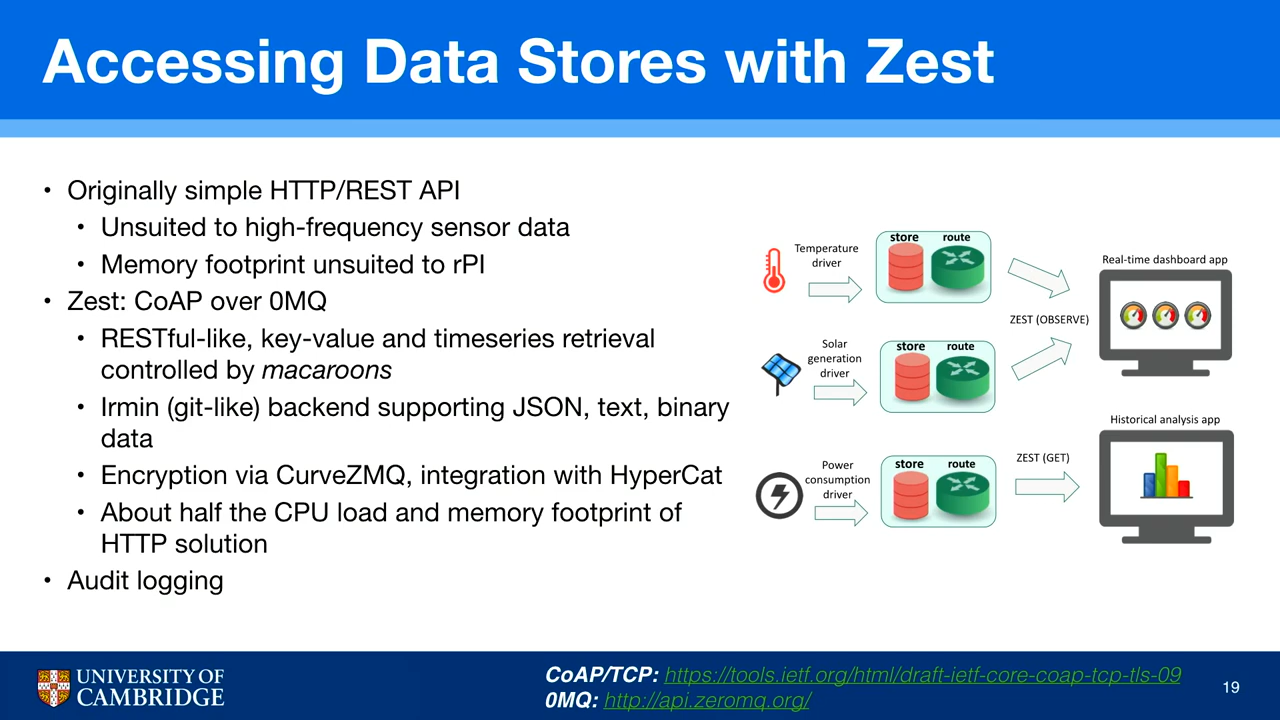 Accessing Data Stores with Zest
• Originally simple HTTP/REST API
• Unsuited to high-frequency sensor data
• Memory footprint unsuited to rPI
• Zest: CoAP over 0MQ
• RESTful-like, key-value and timeseries retrieval
controlled by macaroons
• Irmin (git-like) backend supporting JSON, text, binary
data
• Encryption via CurveZMQ, integration with HyperCat
• About half the CPU load and memory footprint of
HTTP solution
• Audit logging
Temperature
driver
store route
Solar
generation
driver
store route
Power
consumption
driver
store route
ZEST (OBSERVE)
ZEST (GET)
Real-time dashboard app
Historical analysis app
UNIVERSITY OF
CAMBRIDGE
CoAP/TCP: https://tools.ietf.org/html/draft-ietf-core-coap-tcp-tls-09
0MQ: http://api.zeromq.org/
19